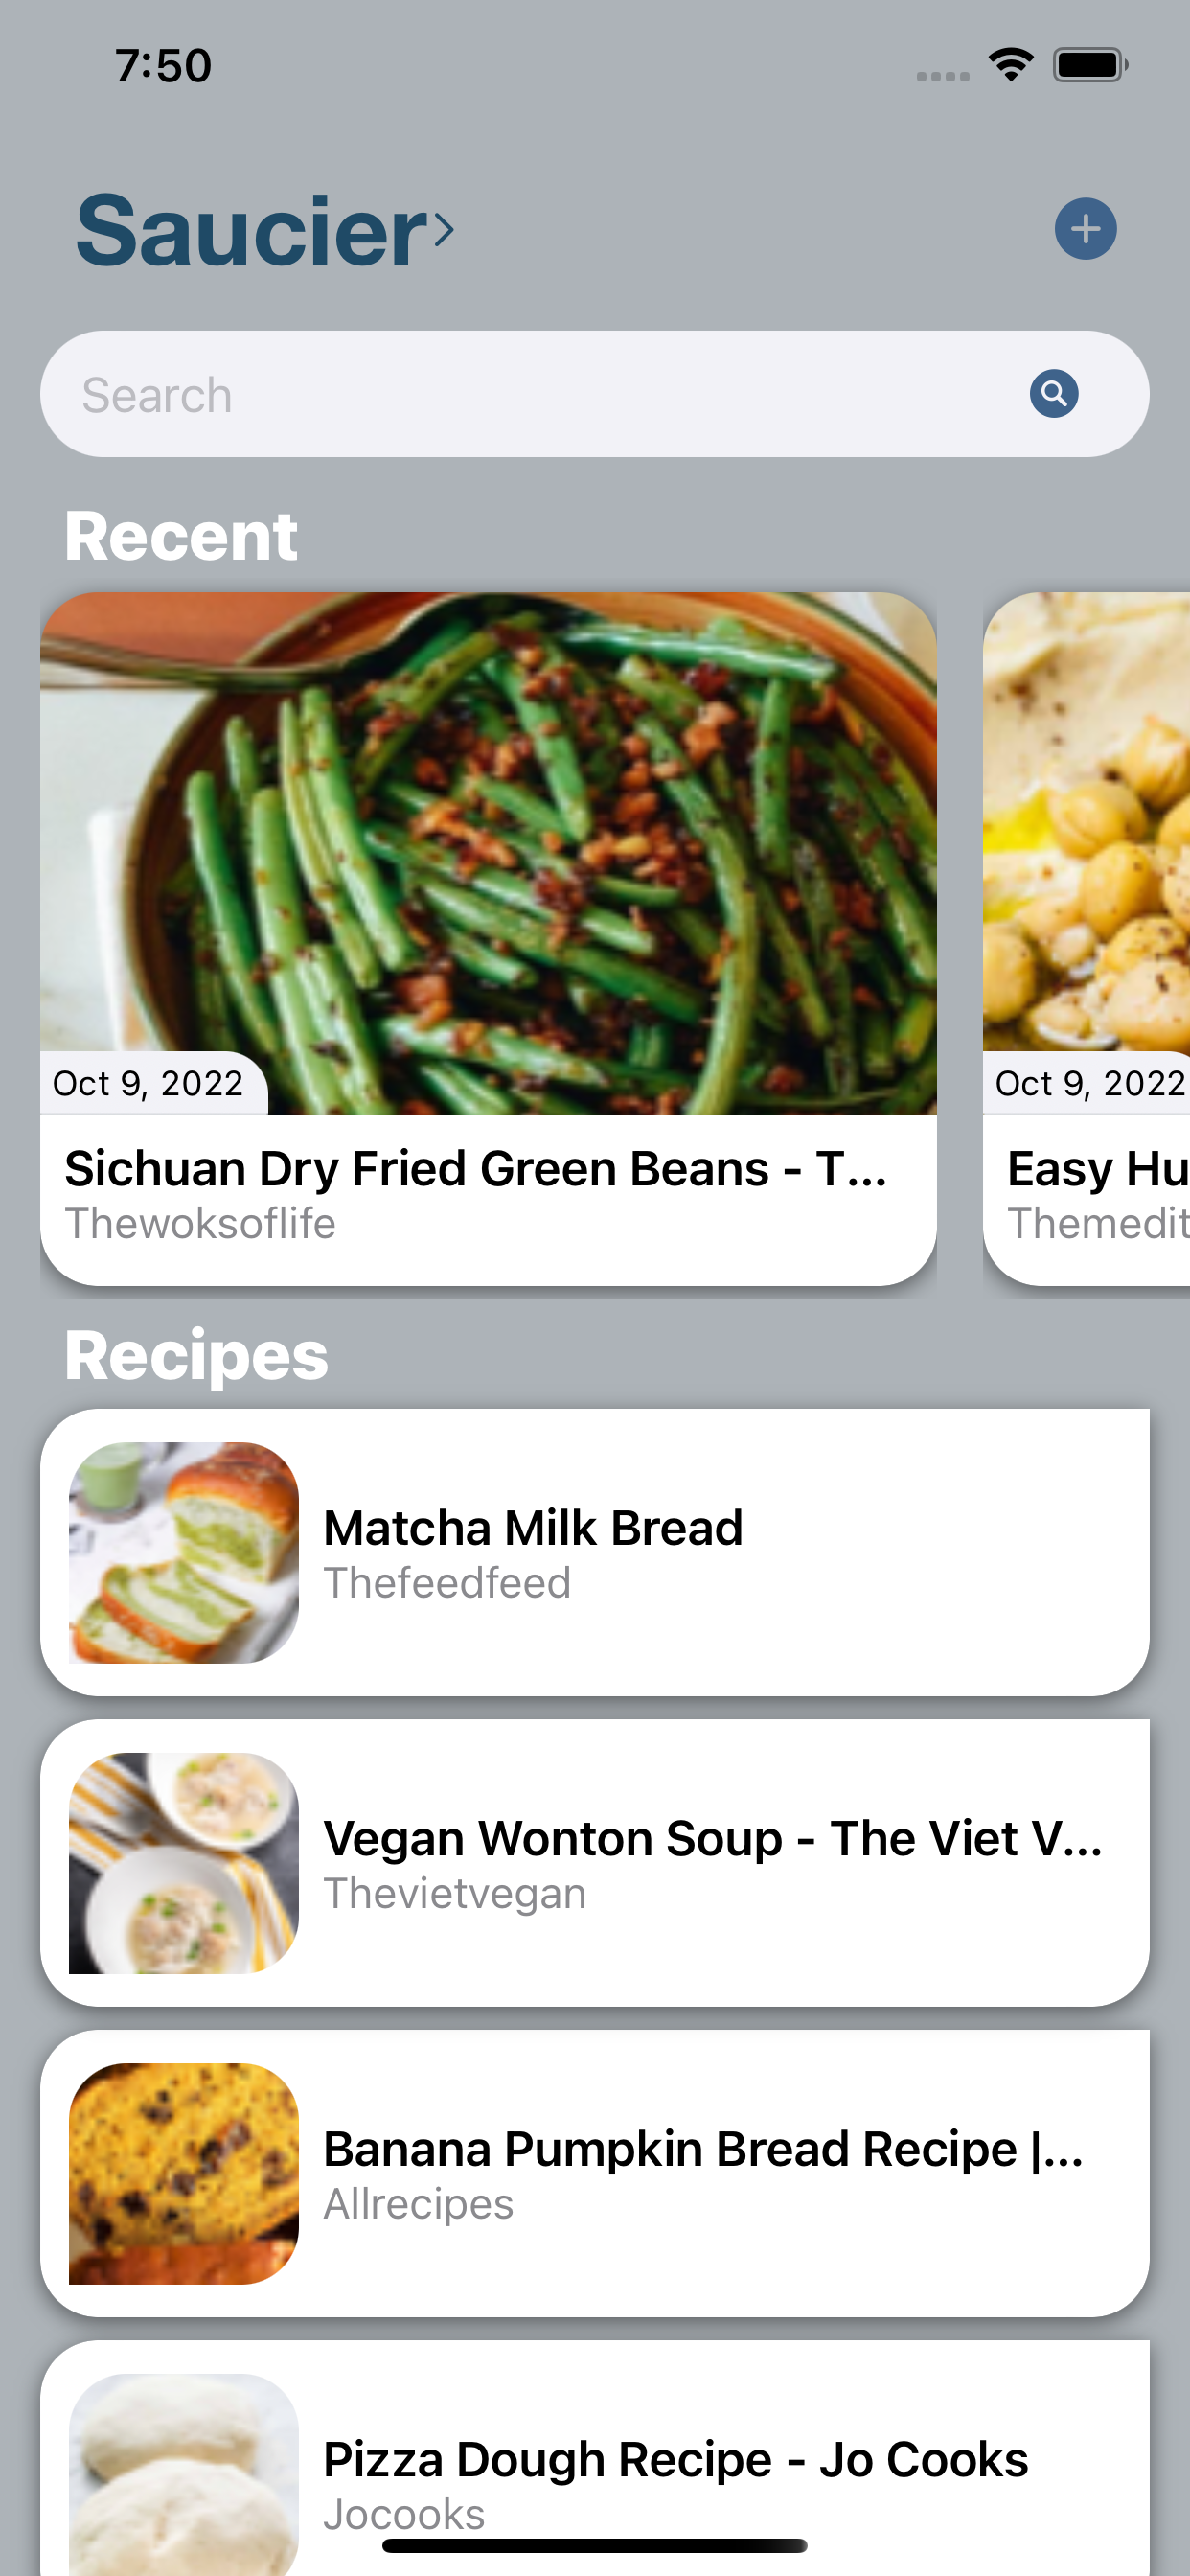 7:50
Saucier
Search
Recent
Oct 9, 2022
Sichuan Dry Fried Green Beans - T...
Thewoksoflife
Oct 9, 2022
Easy Hu
Themedit
Recipes
Matcha Milk Bread
Thefeedfeed
Vegan Wonton Soup - The Viet V...
Thevietvegan
Banana Pumpkin Bread Recipe |...
Allrecipes
Pizza Dough Recipe - Jo Cooks
Jocooks